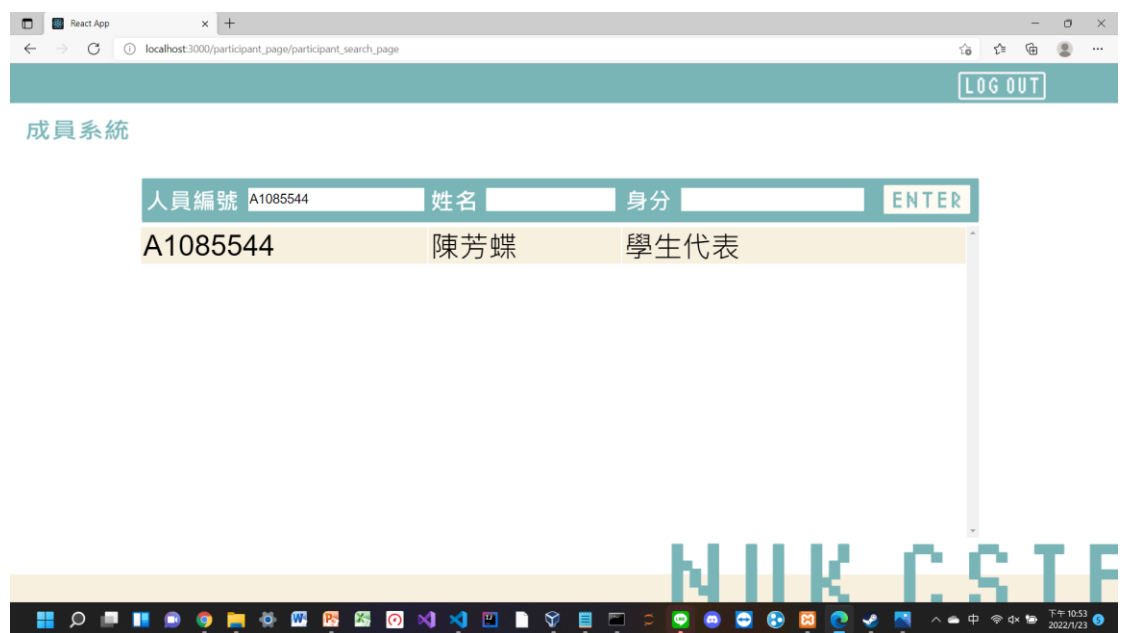 React App
localhost:3000/participant_page/participant_search_page
LOG OUT
成員系統
人員編號 A1085544 姓名 身分 ENTER
A1085544 陳芳蝶 學生代表
NUK CSIE
中 下午 10:53
2022/1/23 5